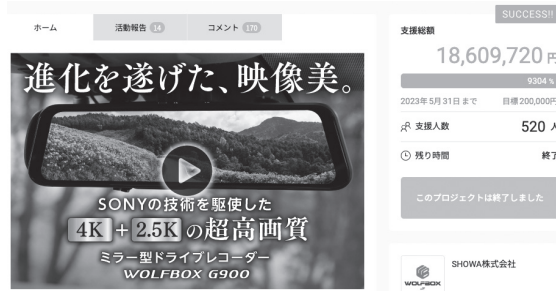 ホーム
活動報告 14
コメント 170
進化を遂げた、映像美。
SONYの技術を駆使した
4K + 2.5K の超高画質
ミラー型ドライブレコーダー
WOLFBOX G900
SUCCESS!!
支援総額
18,609,720 円
9304 %
2023年5月31日まで
目標 200,000円
支援人数
520 人
残り時間
終了
このプロジェクトは終了しました
WOLFBOX
SHOWA株式会社